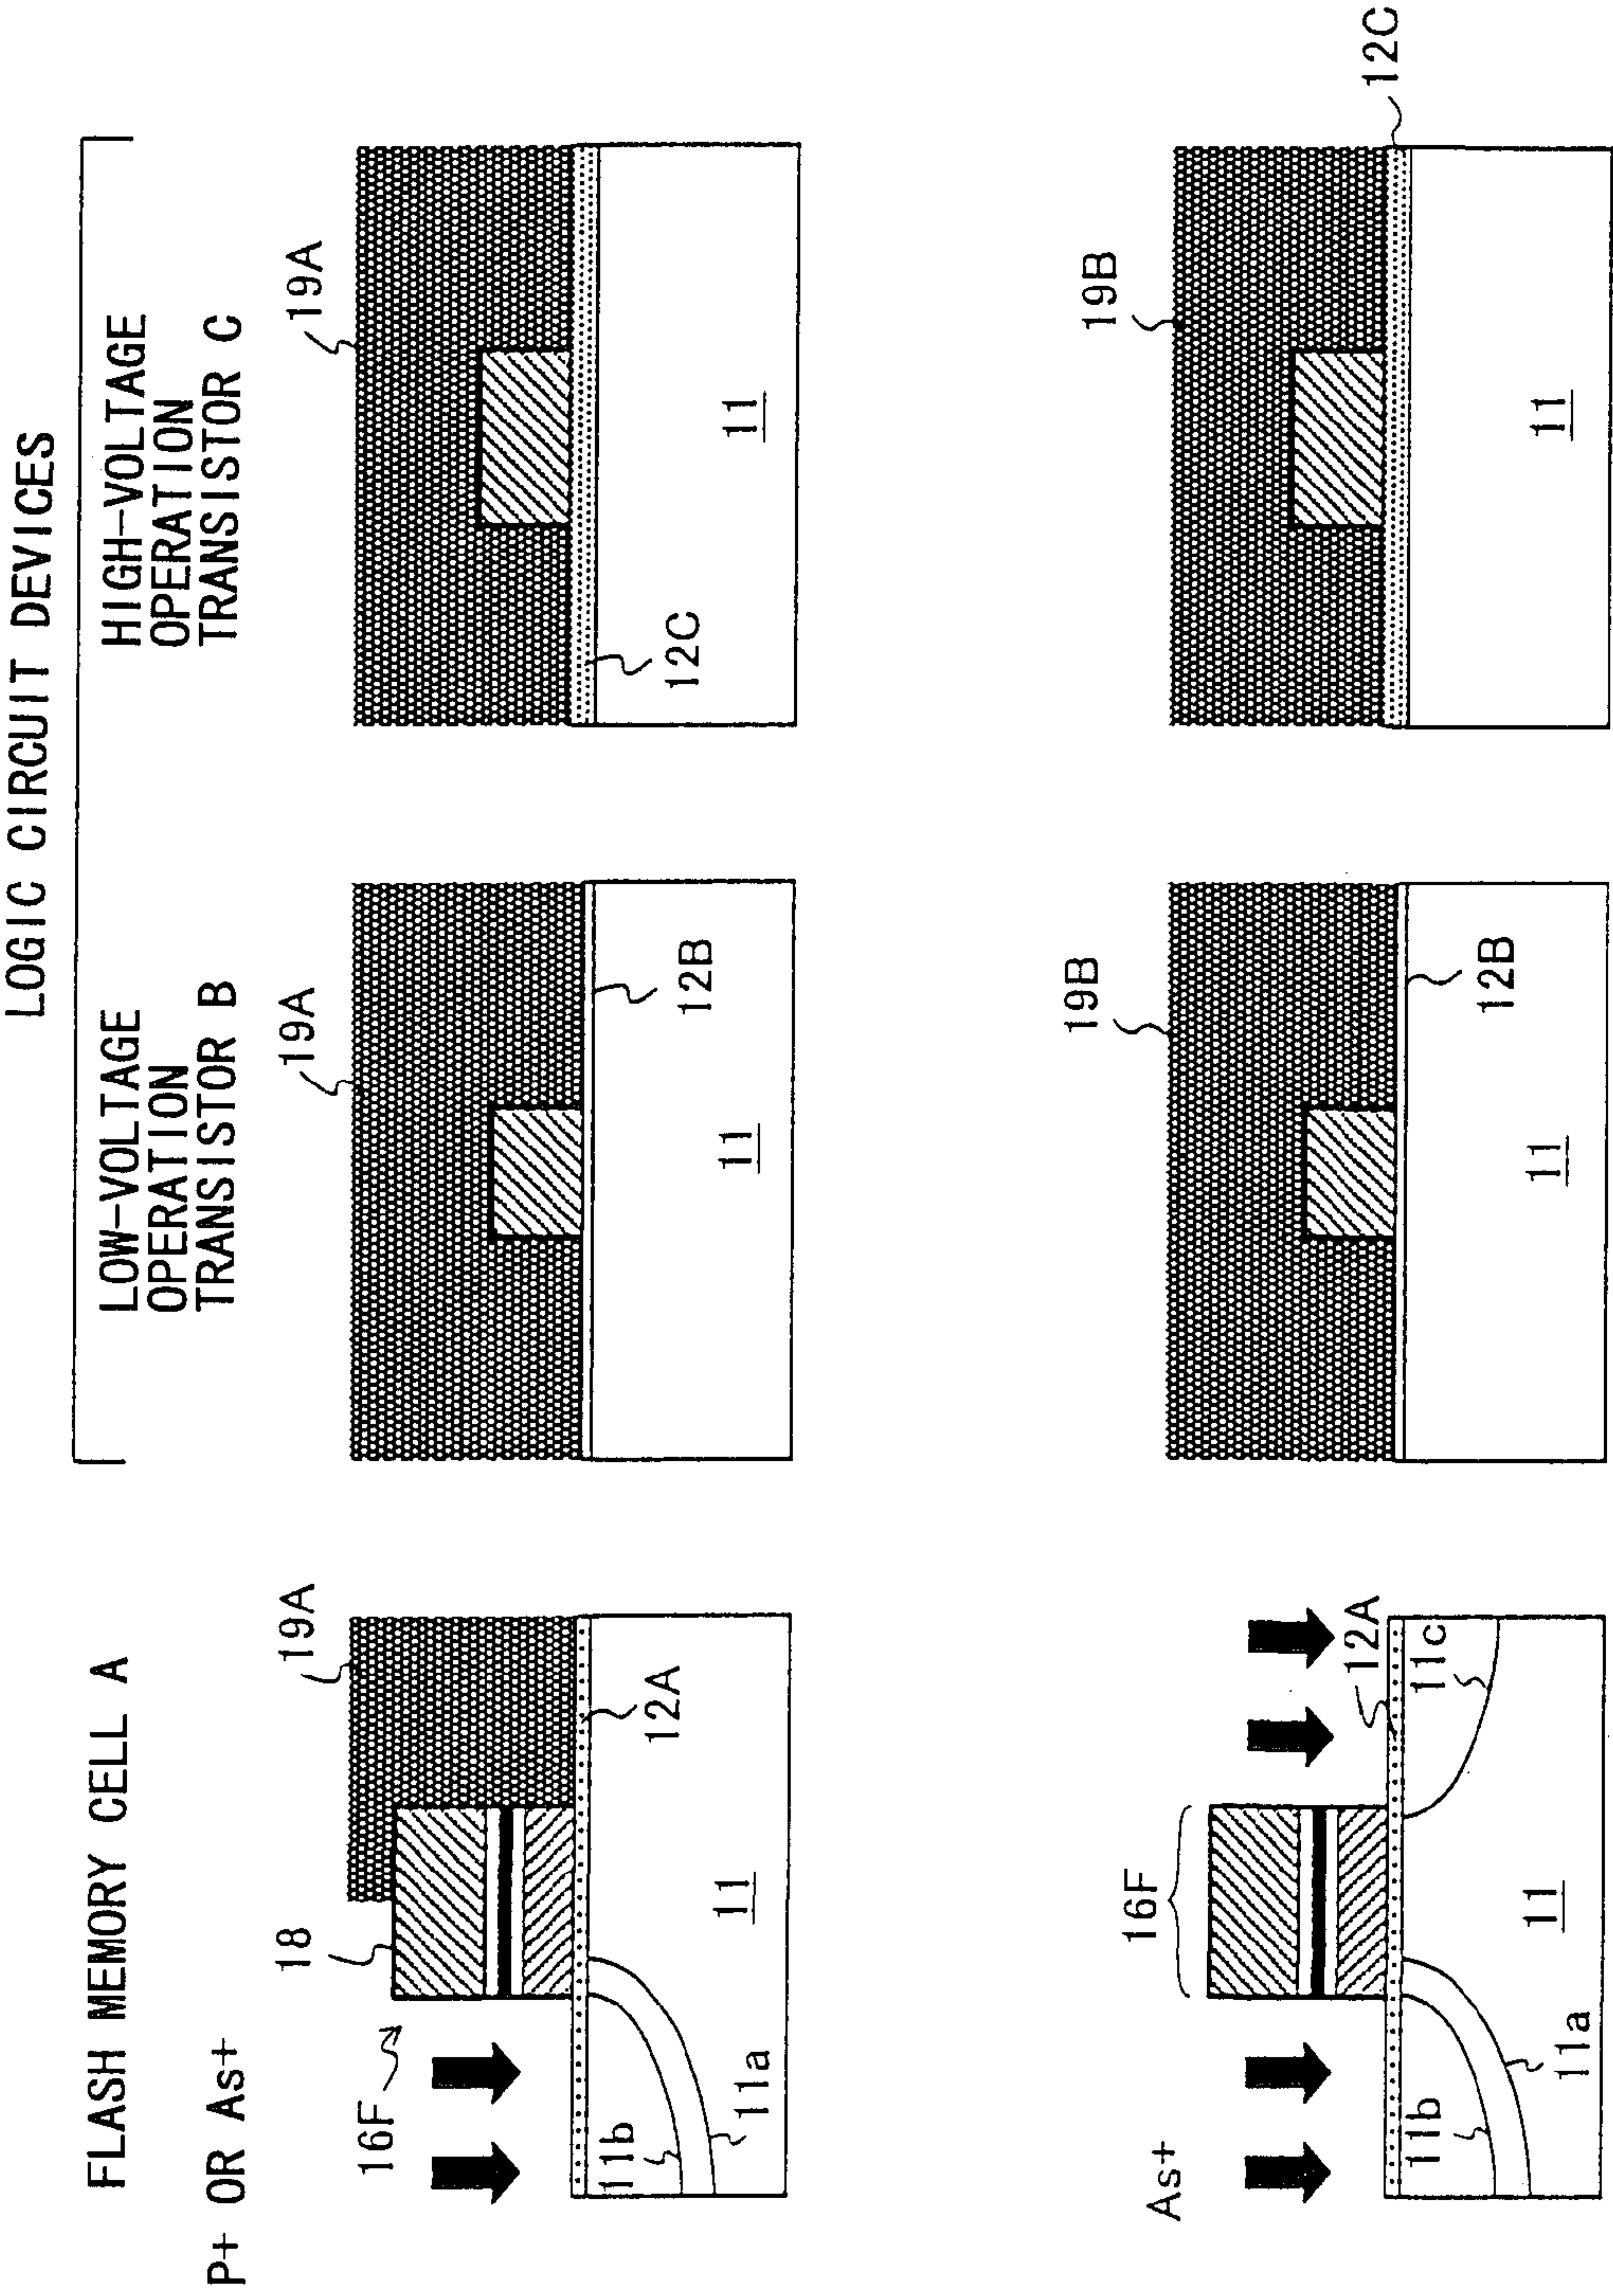 LOGIC CIRCUIT DEVICES
FLASH MEMORY CELL A
LOW-VOLTAGE
OPERATION
TRANSISTOR B
HIGH-VOLTAGE
OPERATION
TRANSISTOR C
P+ OR As+
16F
18
19A
11b
11a
11
12A
19A
11
12B
19A
12C
11
As+
16F
12A
11c
11b
11a
11
19B
11
12B
19B
11
12C